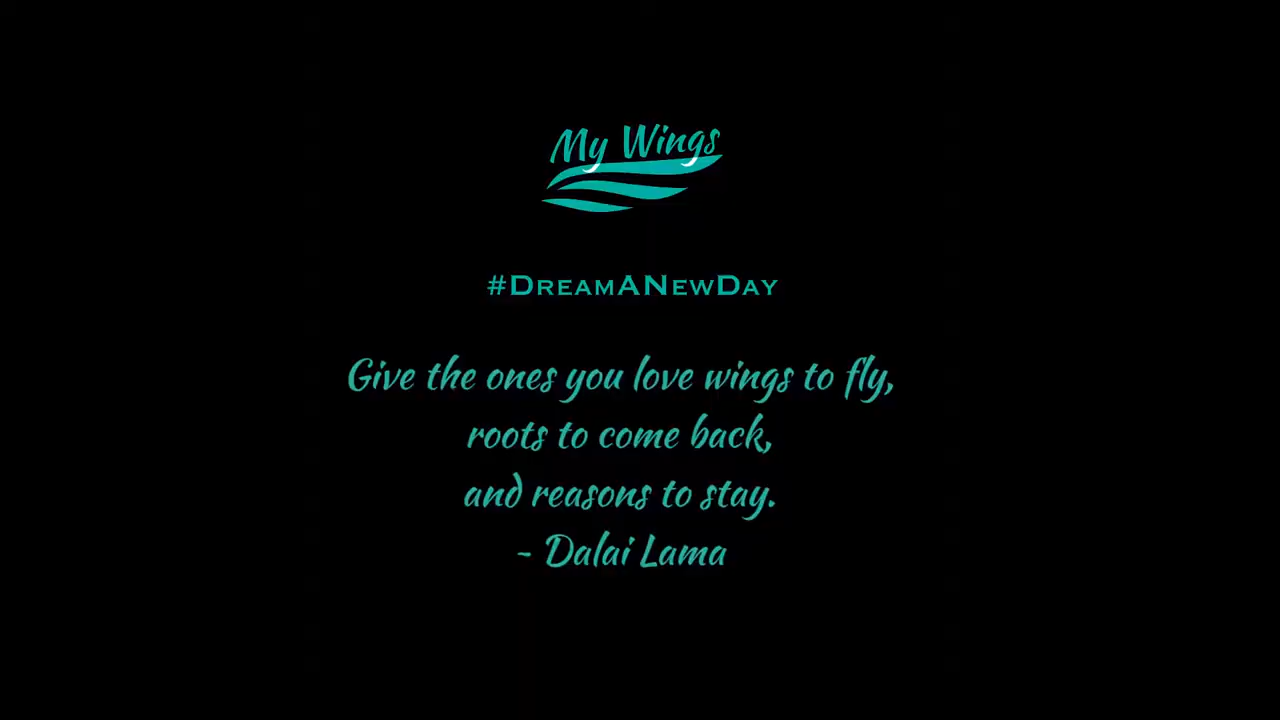 My Wings
#DreamANewDay
Give the ones you love wings to fly,
roots to come back,
and reasons to stay.
- Dalai Lama